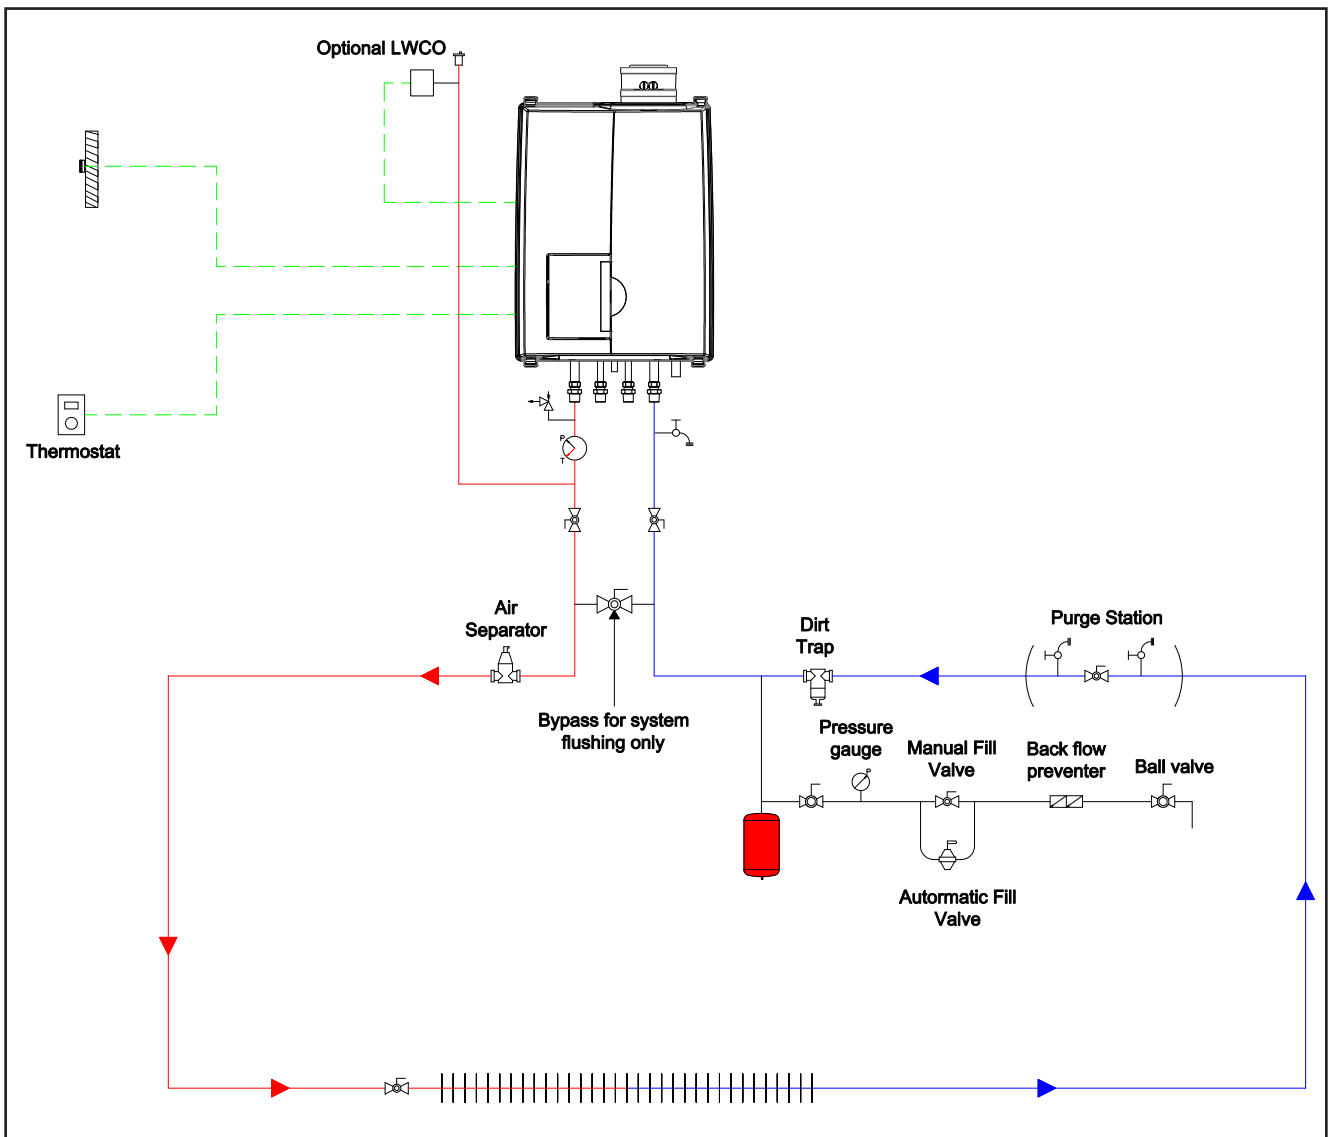 Optional LWCO
Thermostat
P
T
Air
Separator
Bypass for system
flushing only
Dirt
Trap
Purge Station
Pressure
gauge
P
Manual Fill
Valve
Back flow
preventer
Ball valve
Autormatic Fill
Valve